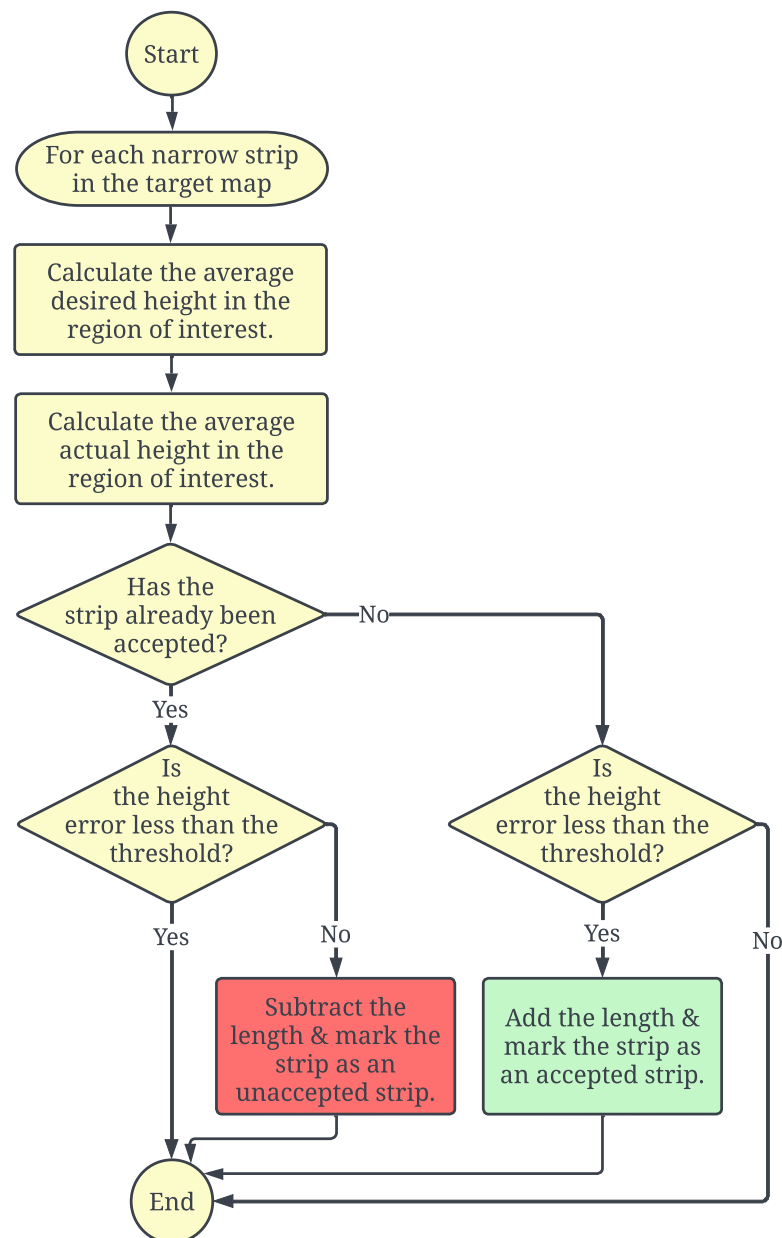 Start
For each narrow strip
in the target map
Calculate the average
desired height in the
region of interest.
Calculate the average
actual height in the
region of interest.
Has the
strip already been
accepted?
No
Yes
Is
the height
error less than the
threshold?
Is
the height
error less than the
threshold?
Yes
No
Yes
No
Subtract the
length & mark the
strip as an
unaccepted strip.
Add the length &
mark the strip as
an accepted strip.
End